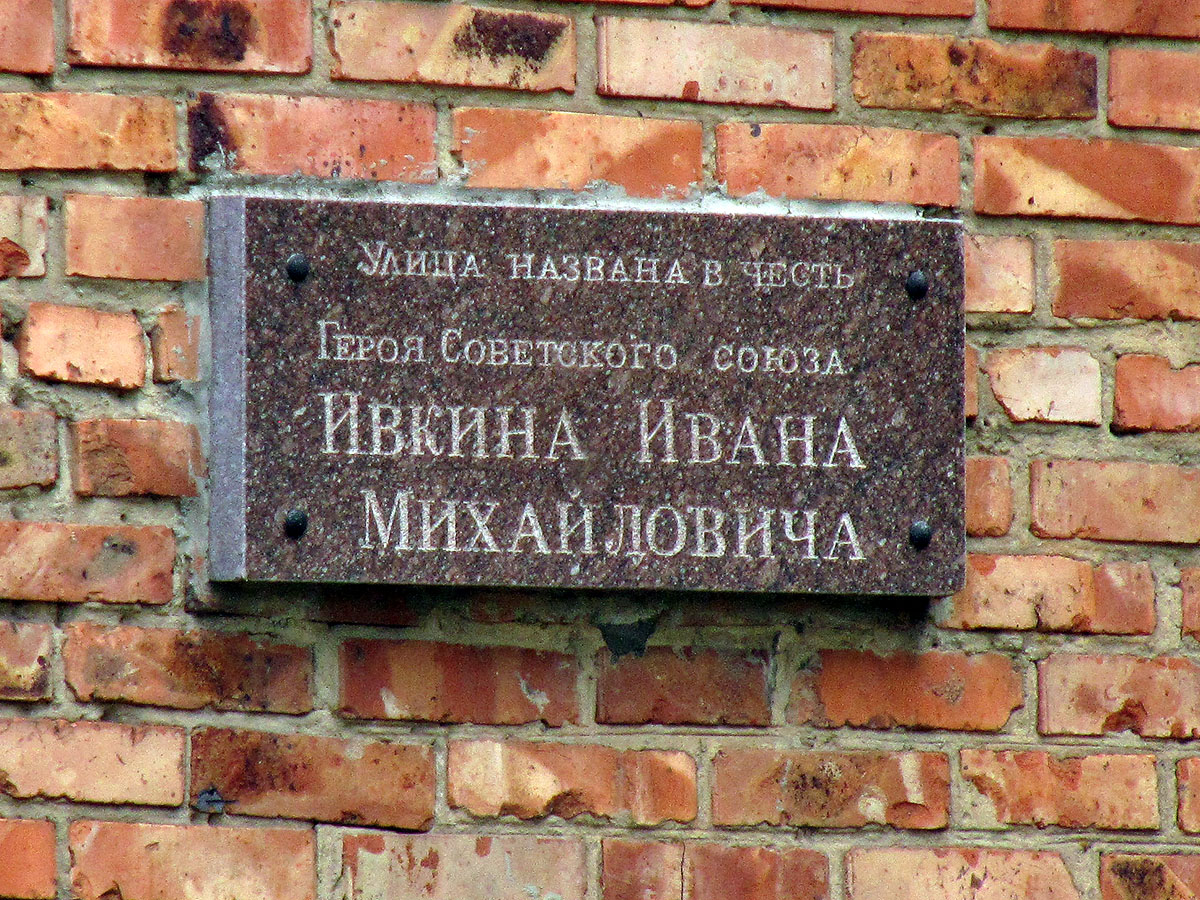 Улица названа в честь
Героя Советского союза
Ивкина Ивана
Михайловича